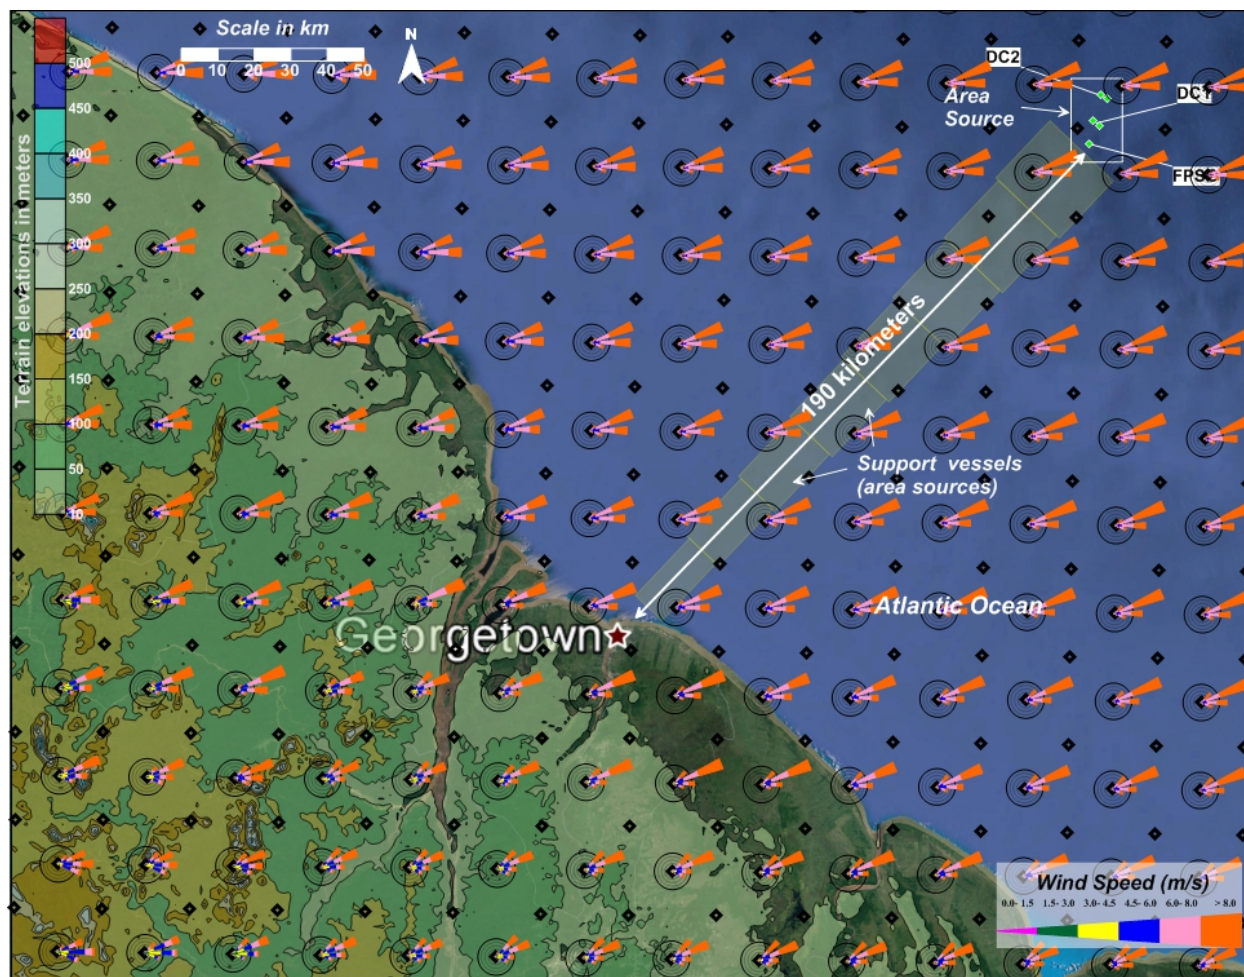 Scale in km
0 10 20 30 40 50
N
DC2
Area
Source
DC1
FPSO
Terrain elevations in meters
500
450
400
350
300
250
200
150
100
50
10
190 kilometers
Support vessels
(area sources)
Atlantic Ocean
Georgetown
Wind Speed (m/s)
0.0- 1.5 1.5- 3.0 3.0-4.5 4.5- 6.0 6.0-8.0 > 8.0